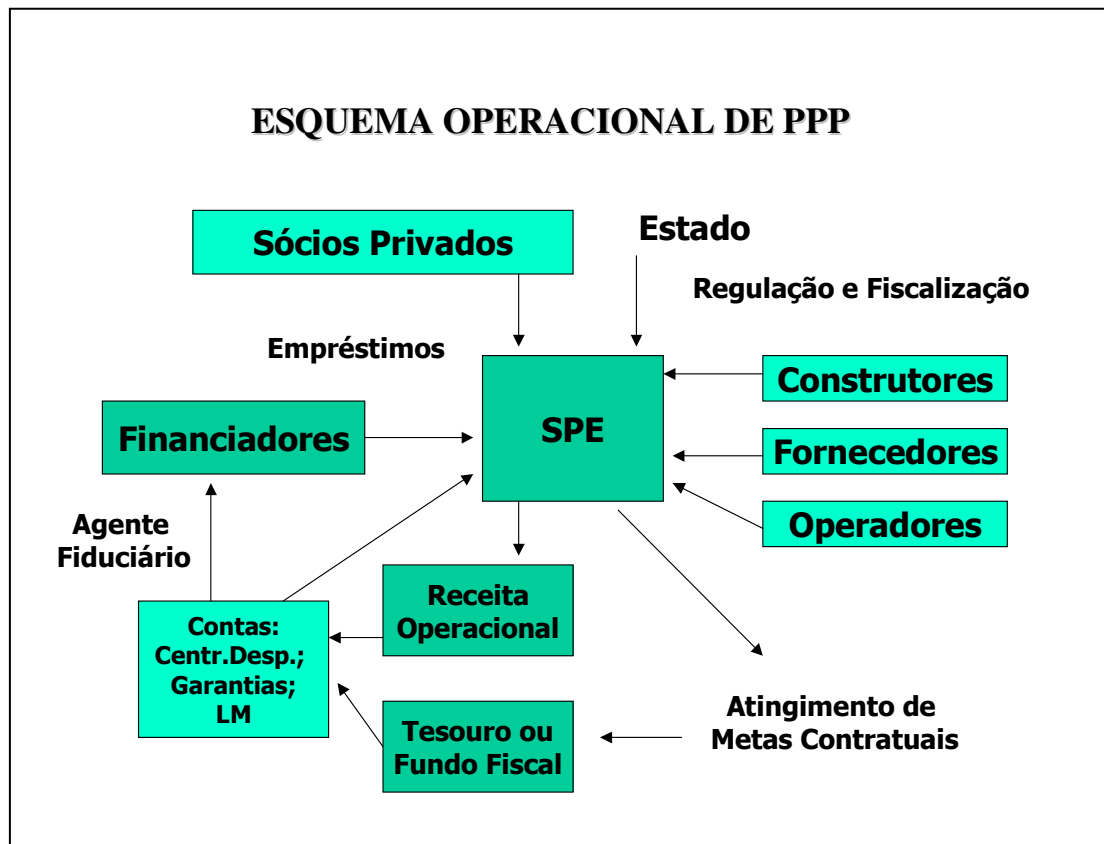 ESQUEMA OPERACIONAL DE PPP
Sócios Privados
Estado
Regulação e Fiscalização
Empréstimos
Construtores
SPE
Financiadores
Fornecedores
Operadores
Agente
Fiduciário
Receita
Operacional
Contas:
Centr.Desp.;
Garantias;
LM
Atingimento de
Metas Contratuais
Tesouro ou
Fundo Fiscal